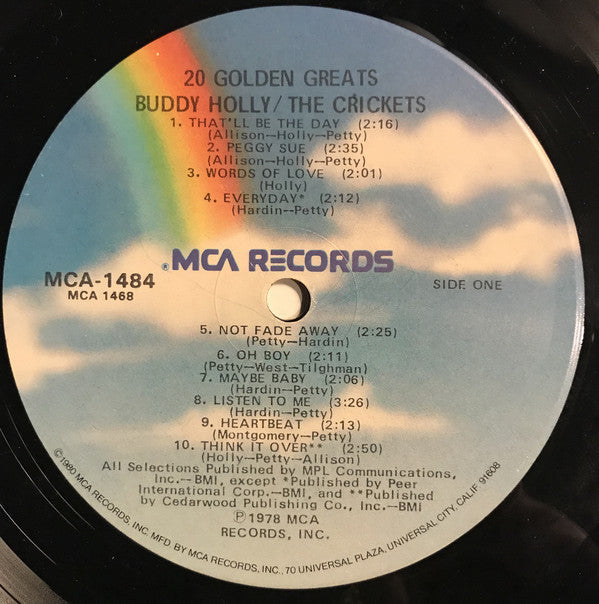 20 GOLDEN GREATS
BUDDY HOLLY/THE CRICKETS
1. THAT'LL BE THE DAY (2:16)
(Allison--Holly--Petty)
2. PEGGY SUE (2:35)
(Allison--Holly--Petty)
3. WORDS OF LOVE (2:01)
(Holly)
4. EVERYDAY* (2:12)
(Hardin--Petty)
®MCA RECORDS
MCA-1484
MCA 1468
SIDE ONE
5. NOT FADE AWAY (2:25)
(Petty--Hardin)
6. OH BOY (2:11)
(Petty--West--Tilghman)
7. MAYBE BABY (2:06)
(Hardin--Petty)
8. LISTEN TO ME (3:26)
(Hardin--Petty)
9. HEARTBEAT (2:13)
(Montgomery--Petty)
10. THINK IT OVER** (2:50)
(Holly--Petty--Allison)
All Selections Published by MPL Communications,
Inc.--BMI, except *Published by Peer
International Corp.--BMI, and **Published
by Cedarwood Publishing Co., Inc.--BMI
℗1978 MCA
RECORDS, INC.
©1980 MCA RECORDS, INC. MFD. BY MCA RECORDS, INC., 70 UNIVERSAL PLAZA, UNIVERSAL CITY, CALIF. 91608